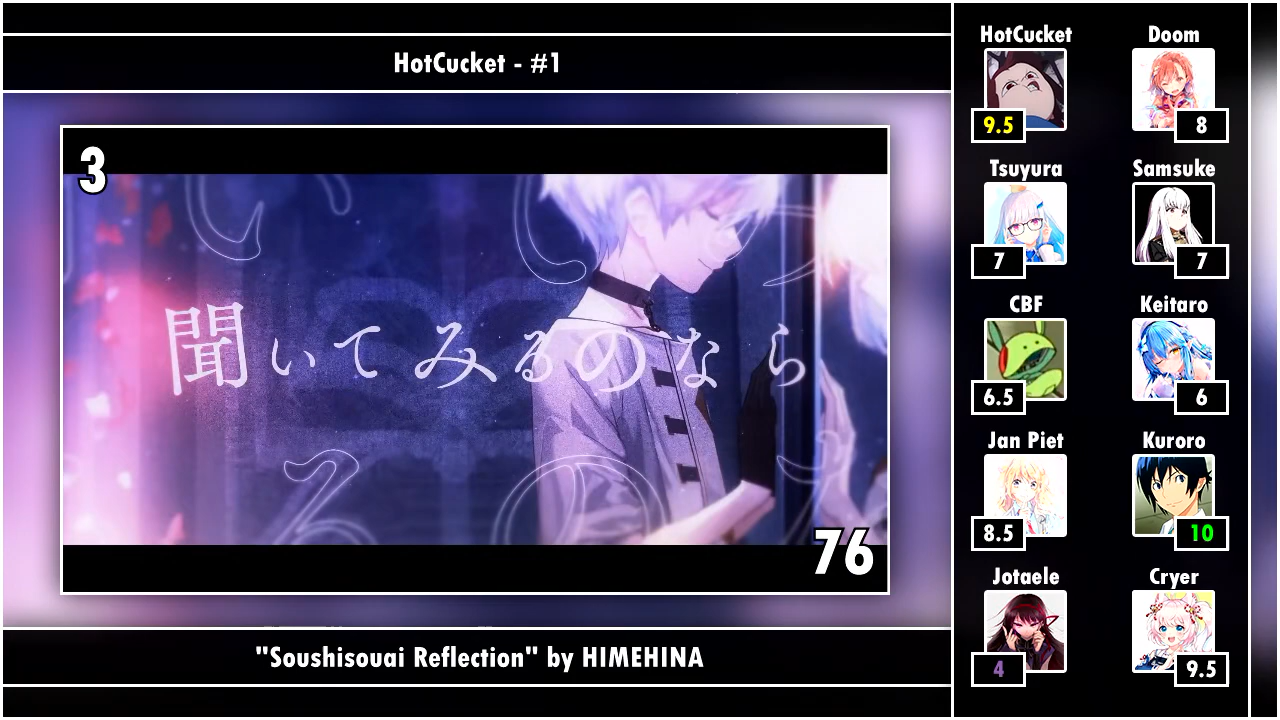 HotCucket - #1
3
聞いてみるのなら
76
"Soushisouai Reflection" by HIMEHINA
HotCucket
Doom
9.5
8
Tsuyura
Samsuke
7
7
CBF
Keitaro
6.5
6
Jan Piet
Kuroro
8.5
10
Jotaele
Cryer
4
9.5